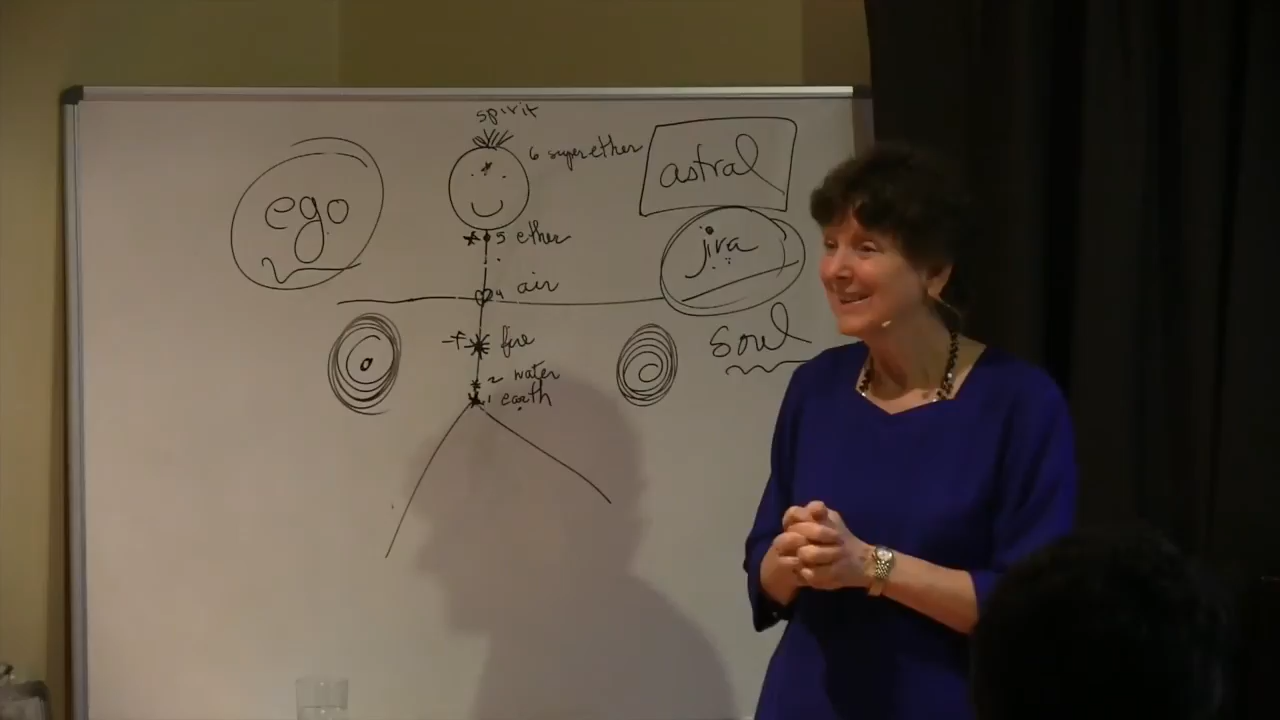 spirit
6 superether
astral
ego
5 ether
jiva
4 air
fire
soul
2 water
1 earth